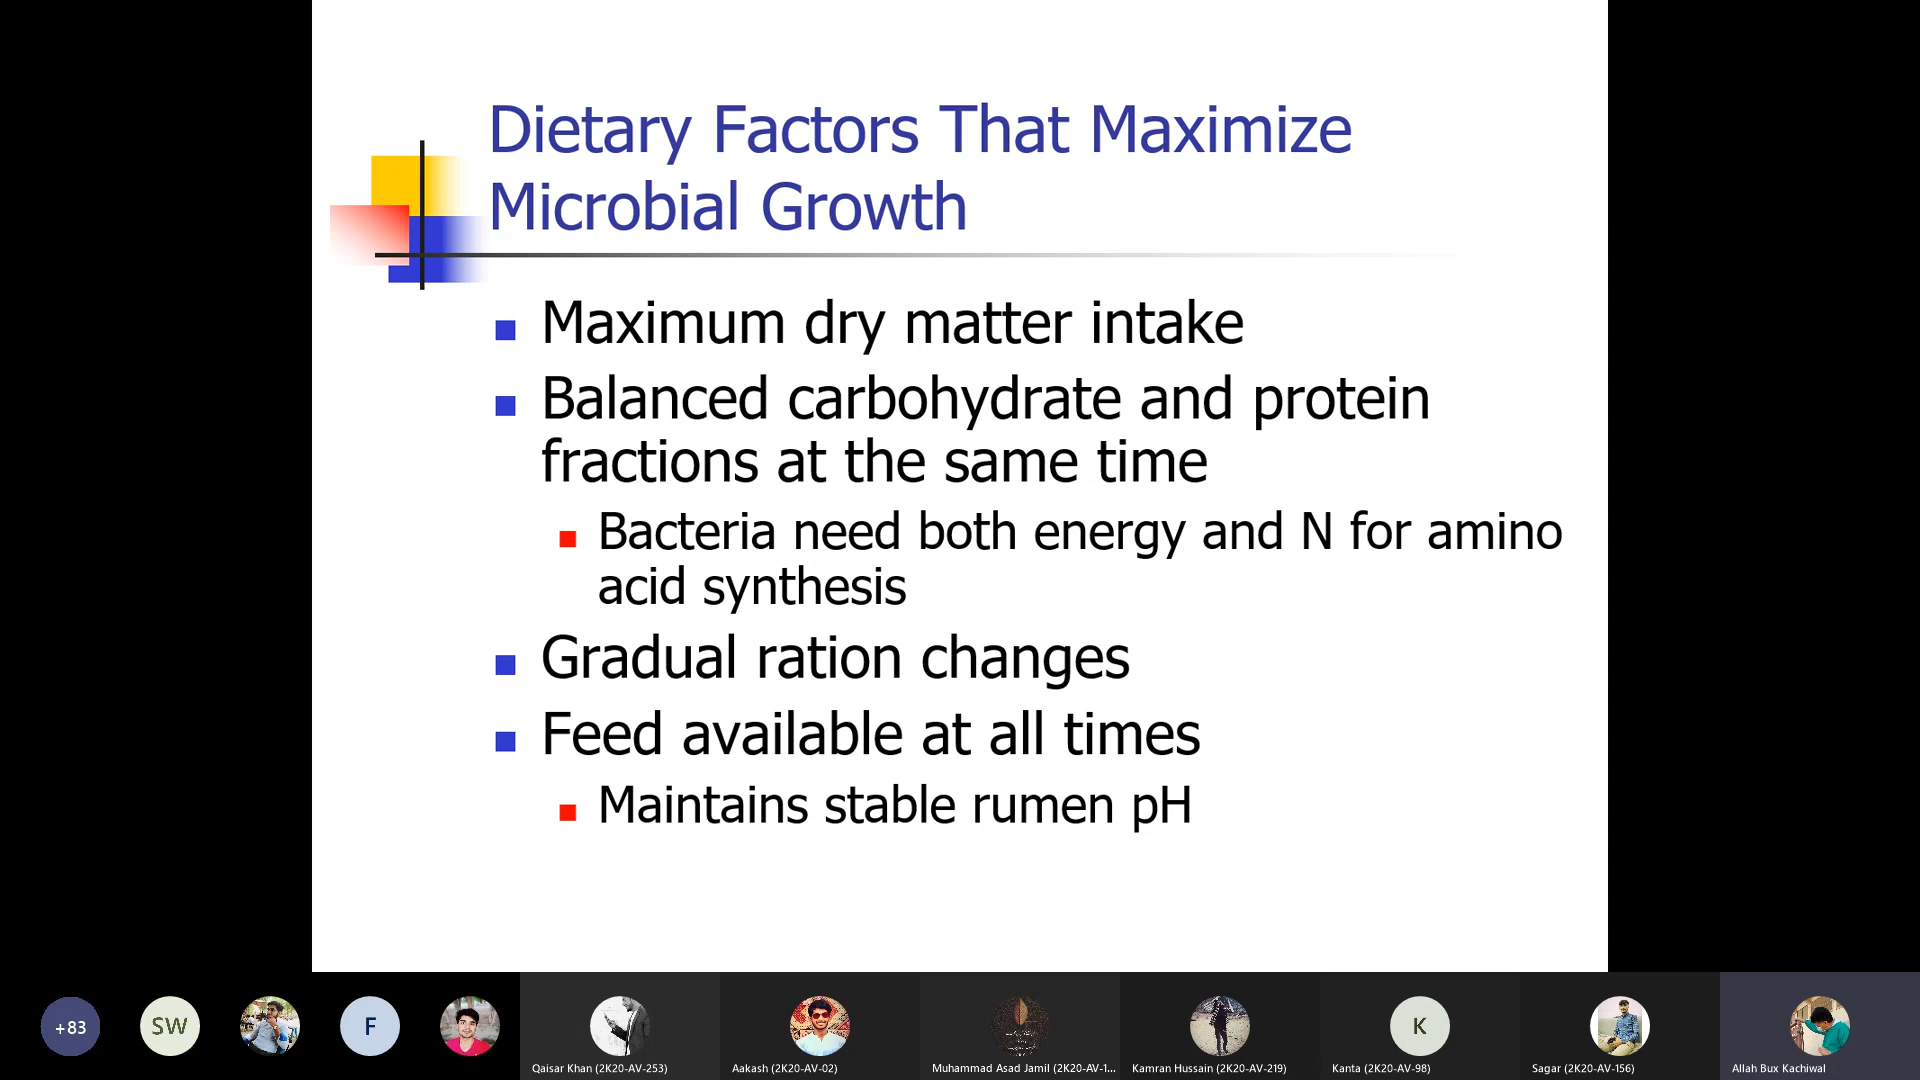 Dietary Factors That Maximize
Microbial Growth
Maximum dry matter intake
Balanced carbohydrate and protein
fractions at the same time
Bacteria need both energy and N for amino
acid synthesis
Gradual ration changes
Feed available at all times
Maintains stable rumen pH
+83
SW
F
K
Qaisar Khan (2K20-AV-253)
Aakash (2K20-AV-02)
Muhammad Asad Jamil (2K20-AV-1...
Kamran Hussain (2K20-AV-219)
Kanta (2K20-AV-98)
Sagar (2K20-AV-156)
Allah Bux Kachiwal